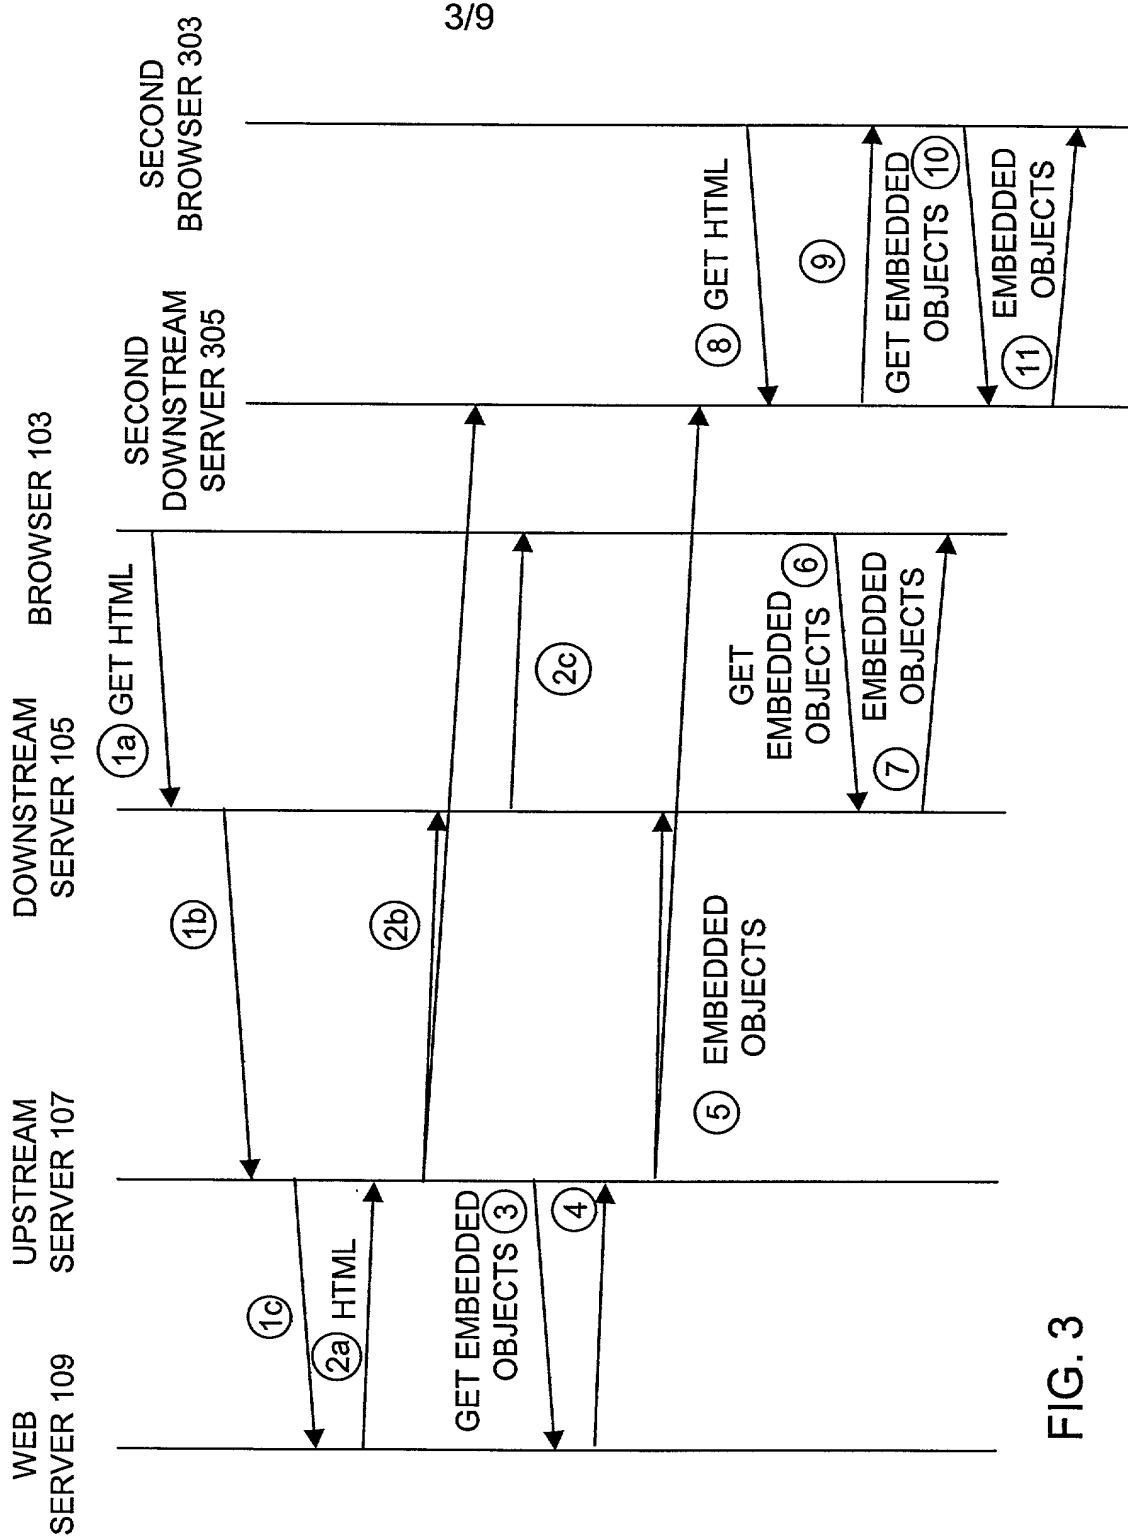 3/9
WEB
SERVER 109
UPSTREAM
SERVER 107
DOWNSTREAM
SERVER 105
BROWSER 103
SECOND
DOWNSTREAM
SERVER 305
SECOND
BROWSER 303
1a GET HTML
1b
1c
2a HTML
2b
2c
GET EMBEDDED
OBJECTS 3
4
5 EMBEDDED
OBJECTS
GET
EMBEDDED
OBJECTS 6
EMBEDDED
OBJECTS
7
8 GET HTML
9
GET EMBEDDED
OBJECTS 10
EMBEDDED
OBJECTS
11
FIG. 3